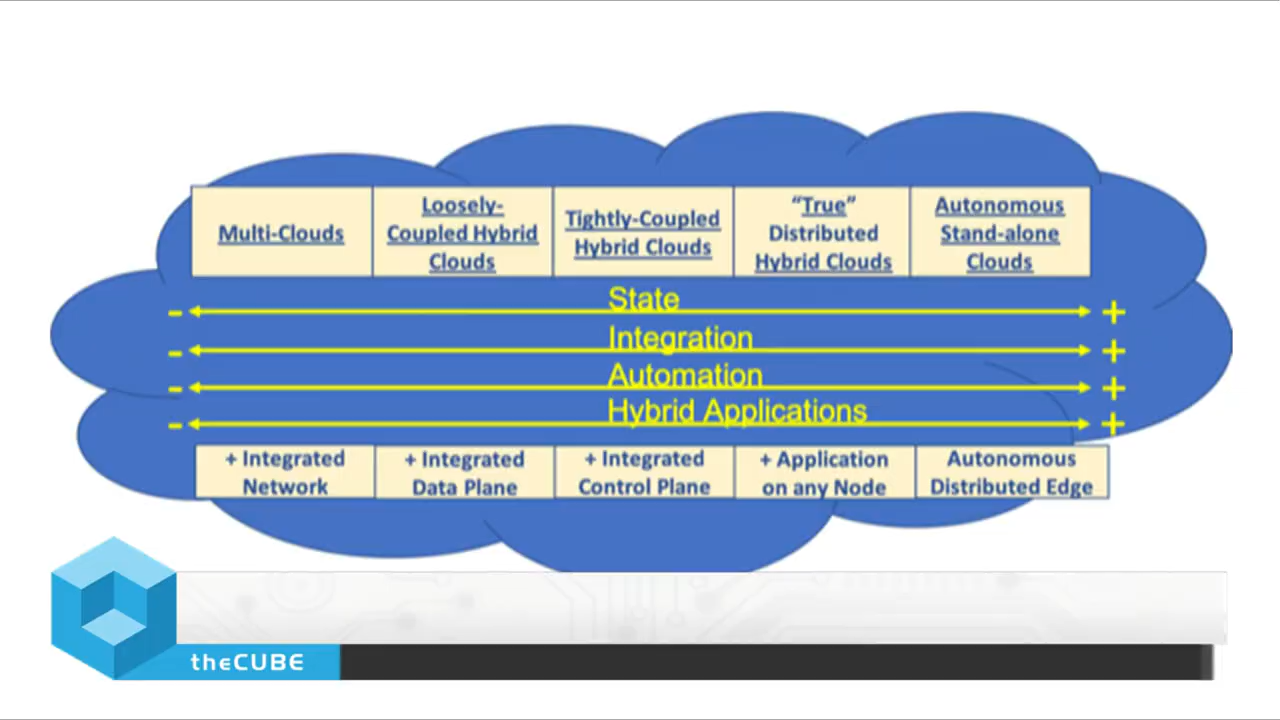 Multi-Clouds
Loosely-
Coupled Hybrid
Clouds
Tightly-Coupled
Hybrid Clouds
“True”
Distributed
Hybrid Clouds
Autonomous
Stand-alone
Clouds
State
- +
Integration
- +
Automation
- +
Hybrid Applications
- +
+ Integrated
Network
+ Integrated
Data Plane
+ Integrated
Control Plane
+ Application
on any Node
Autonomous
Distributed Edge
theCUBE